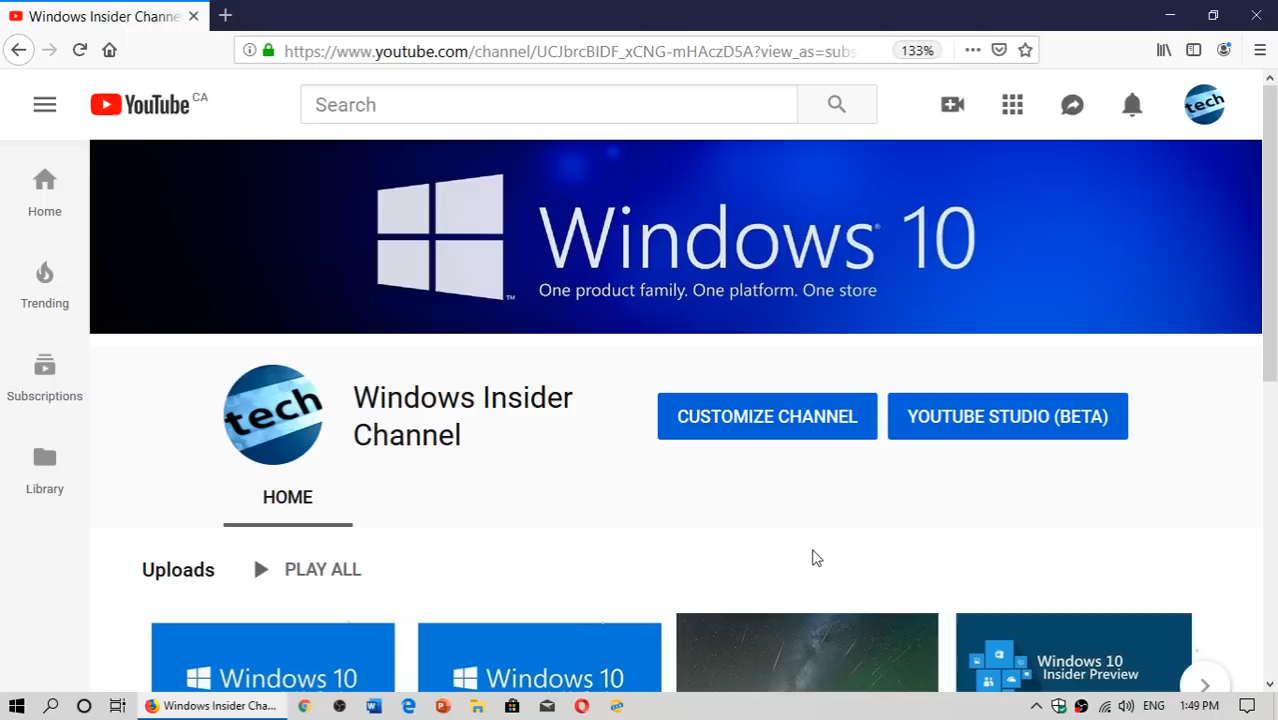 Windows Insider Channe
https://www.youtube.com/channel/UCJbrcBIDF_xCNG-mHAczD5A?view_as=subs
133%
YouTube CA
Search
tech
Home
Trending
Subscriptions
Library
Windows 10
One product family. One platform. One store
™
tech
Windows Insider
Channel
CUSTOMIZE CHANNEL
YOUTUBE STUDIO (BETA)
HOME
Uploads
PLAY ALL
Windows 10
Windows 10
Windows 10
Insider Preview
Windows Insider Cha...
ENG
1:49 PM